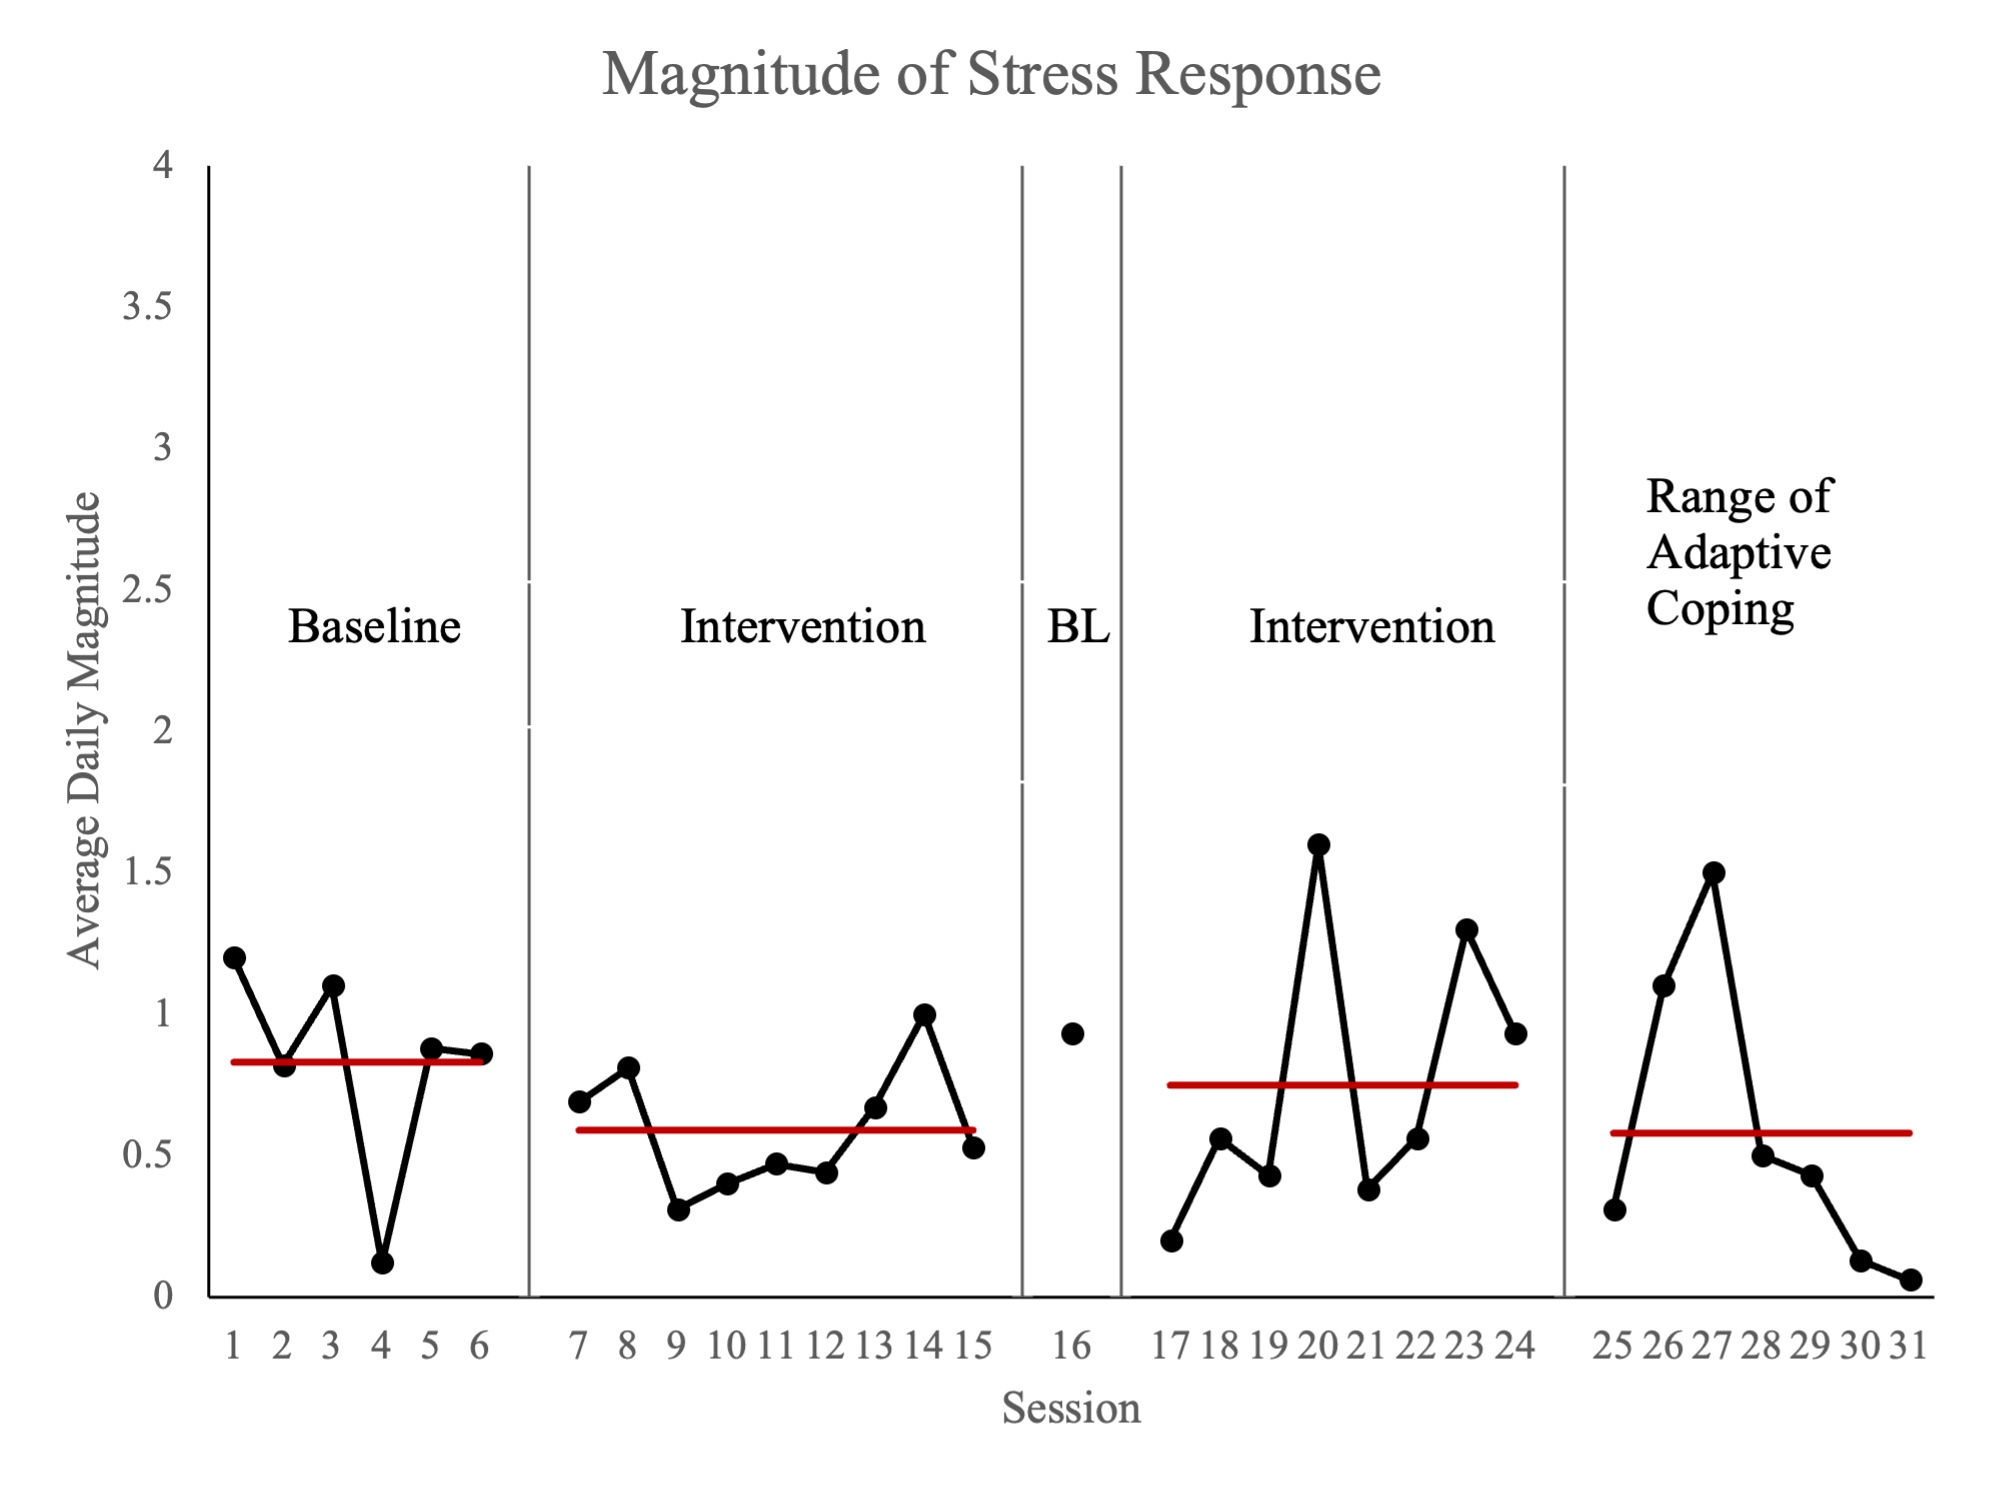 Magnitude of Stress Response
4
3.5
3
2.5
2
1.5
1
0.5
0
Average Daily Magnitude
Baseline
Intervention
BL
Intervention
Range of
Adaptive
Coping
1 2 3 4 5 6 7 8 9 10 11 12 13 14 15 16 17 18 19 20 21 22 23 24 25 26 27 28 29 30 31
Session